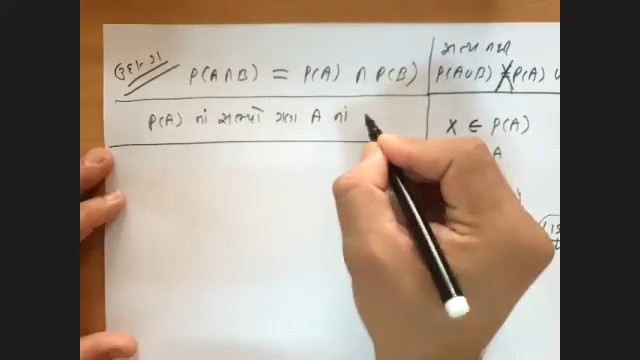 P(A∩B) = P(A) ∩ P(B)
P(A) નાં સભ્યો ગણ A નાં
P(A∪B) ≠ P(A) ∪
x ∈ P(A)
A